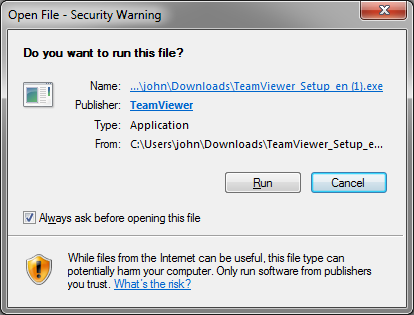 Open File - Security Warning
Do you want to run this file?
Name: ...\john\Downloads\TeamViewer_Setup_en (1).exe
Publisher: TeamViewer
Type: Application
From: C:\Users\john\Downloads\TeamViewer_Setup_e...
Run Cancel
Always ask before opening this file
While files from the Internet can be useful, this file type can
potentially harm your computer. Only run software from publishers
you trust. What's the risk?